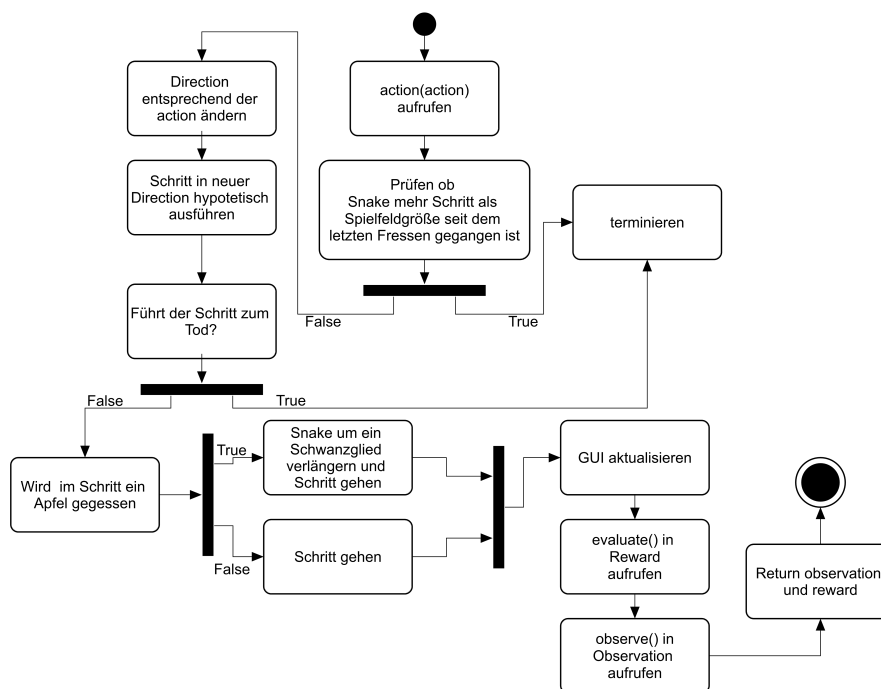 action(action)
aufrufen
Prüfen ob
Snake mehr Schritt als
Spielfeldgröße seit dem
letzten Fressen gegangen ist
False
True
terminieren
Direction
entsprechend der
action ändern
Schritt in neuer
Direction hypotetisch
ausführen
Führt der Schritt zum
Tod?
False
True
Wird im Schritt ein
Apfel gegessen
True
False
Snake um ein
Schwanzglied
verlängern und
Schritt gehen
Schritt gehen
GUI aktualisieren
evaluate() in
Reward
aufrufen
observe() in
Observation
aufrufen
Return observation
und reward